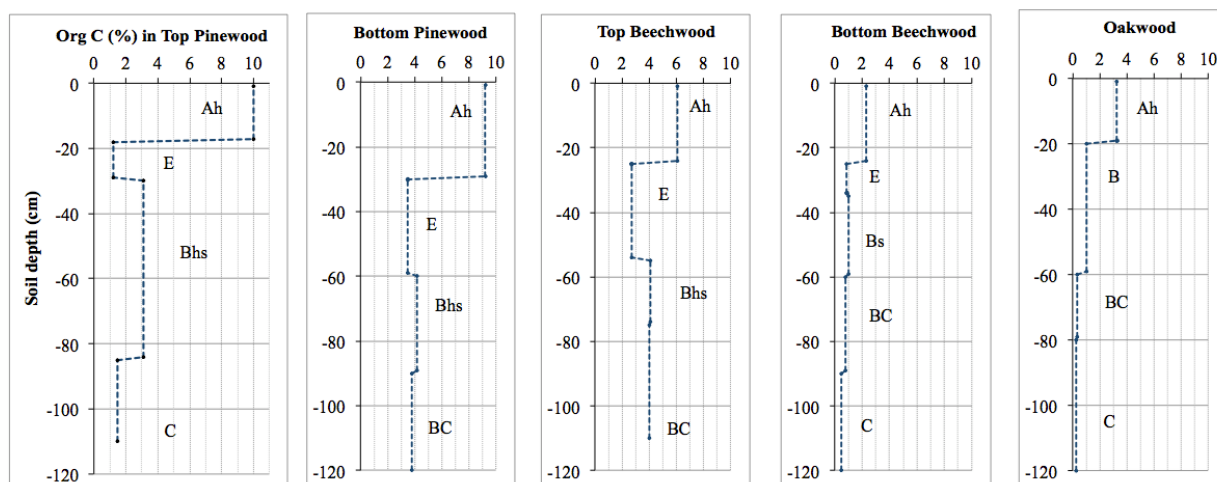 Org C (%) in Top Pinewood
0 2 4 6 8 10
0
-20
-40
-60
-80
-100
-120
Soil depth (cm)
Ah
E
Bhs
C
Bottom Pinewood
0 2 4 6 8 10
0
-20
-40
-60
-80
-100
-120
Ah
E
Bhs
BC
Top Beechwood
0 2 4 6 8 10
0
-20
-40
-60
-80
-100
-120
Ah
E
Bhs
BC
Bottom Beechwood
0 2 4 6 8 10
0
-20
-40
-60
-80
-100
-120
Ah
E
Bs
BC
C
Oakwood
0 2 4 6 8 10
0
-20
-40
-60
-80
-100
-120
Ah
B
BC
C